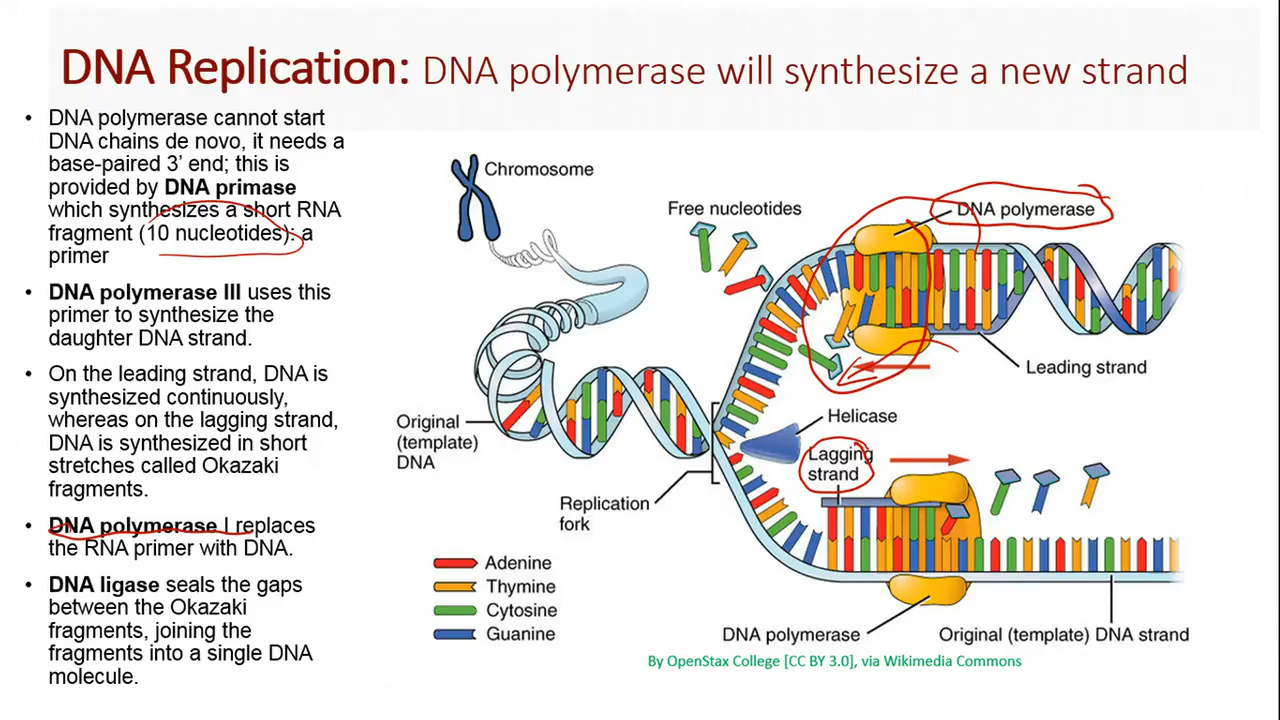 DNA Replication: DNA polymerase will synthesize a new strand
• DNA polymerase cannot start
DNA chains de novo, it needs a
base-paired 3’ end; this is
provided by DNA primase
which synthesizes a short RNA
fragment (10 nucleotides): a
primer
• DNA polymerase III uses this
primer to synthesize the
daughter DNA strand.
• On the leading strand, DNA is
synthesized continuously,
whereas on the lagging strand,
DNA is synthesized in short
stretches called Okazaki
fragments.
• DNA polymerase I replaces
the RNA primer with DNA.
• DNA ligase seals the gaps
between the Okazaki
fragments, joining the
fragments into a single DNA
molecule.
Chromosome
Free nucleotides
DNA polymerase
Leading strand
Helicase
Original
(template)
DNA
Lagging
strand
Replication
fork
Adenine
Thymine
Cytosine
Guanine
DNA polymerase
Original (template) DNA strand
By OpenStax College [CC BY 3.0], via Wikimedia Commons